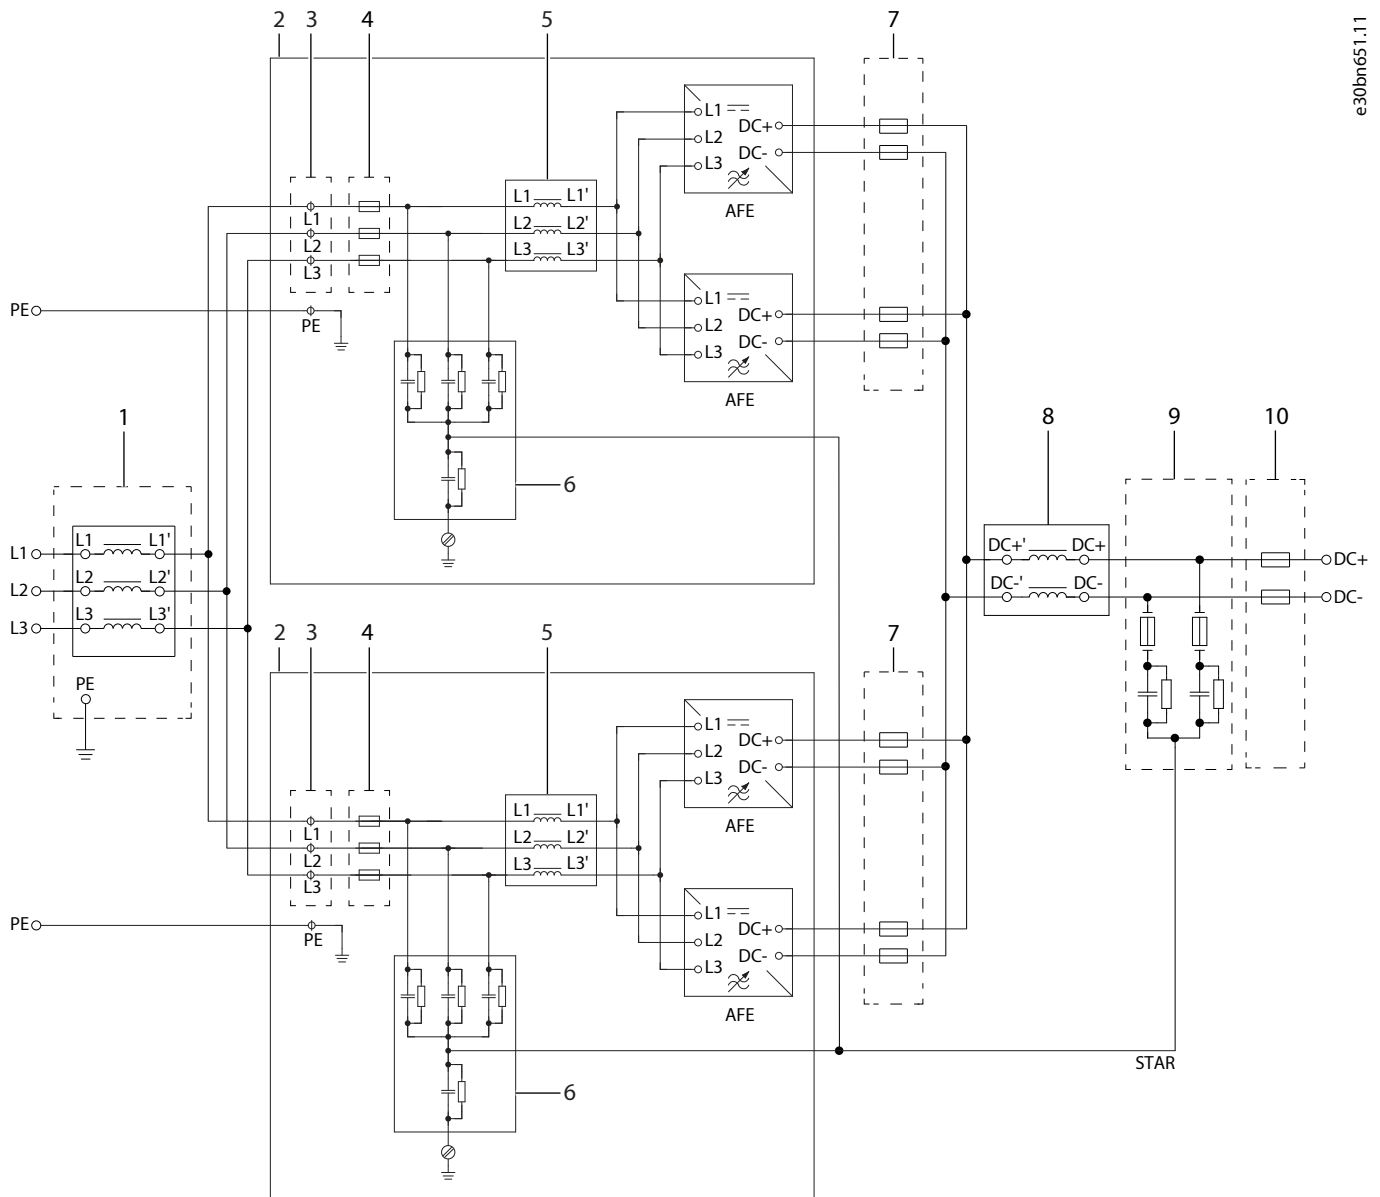 2 3 4 5 7
e30bn651.11
L1
DC+
L2
DC-
L3
AFE
L1 L1'
L2 L2'
L3 L3'
L1
L2
L3
PE
PE
L1
DC+
L2
DC-
L3
AFE
6
1
L1
L2
L3
L1 L1'
L2 L2'
L3 L3'
PE
8 9 10
DC+' DC+
DC-' DC-
DC+
DC-
2 3 4 5 7
L1
DC+
L2
DC-
L3
AFE
L1 L1'
L2 L2'
L3 L3'
L1
L2
L3
PE
PE
L1
DC+
L2
DC-
L3
AFE
STAR
6